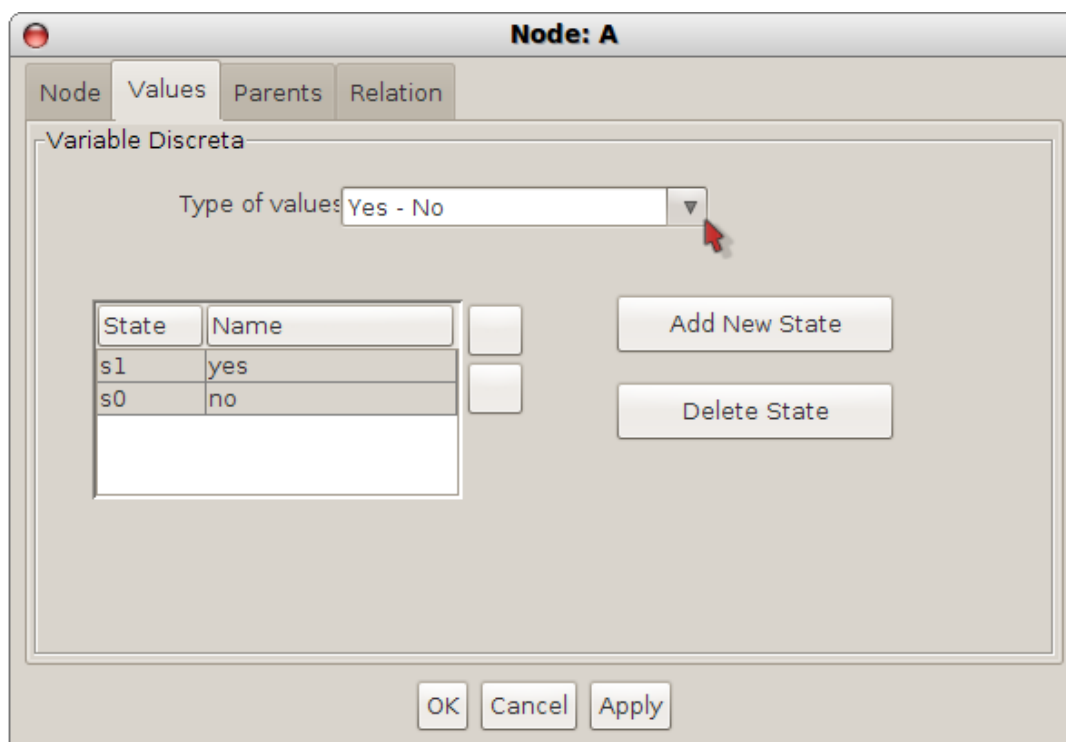 Node: A
Node Values Parents Relation
Variable Discreta
Type of values Yes - No
State Name
s1 yes
s0 no
Add New State
Delete State
OK Cancel Apply